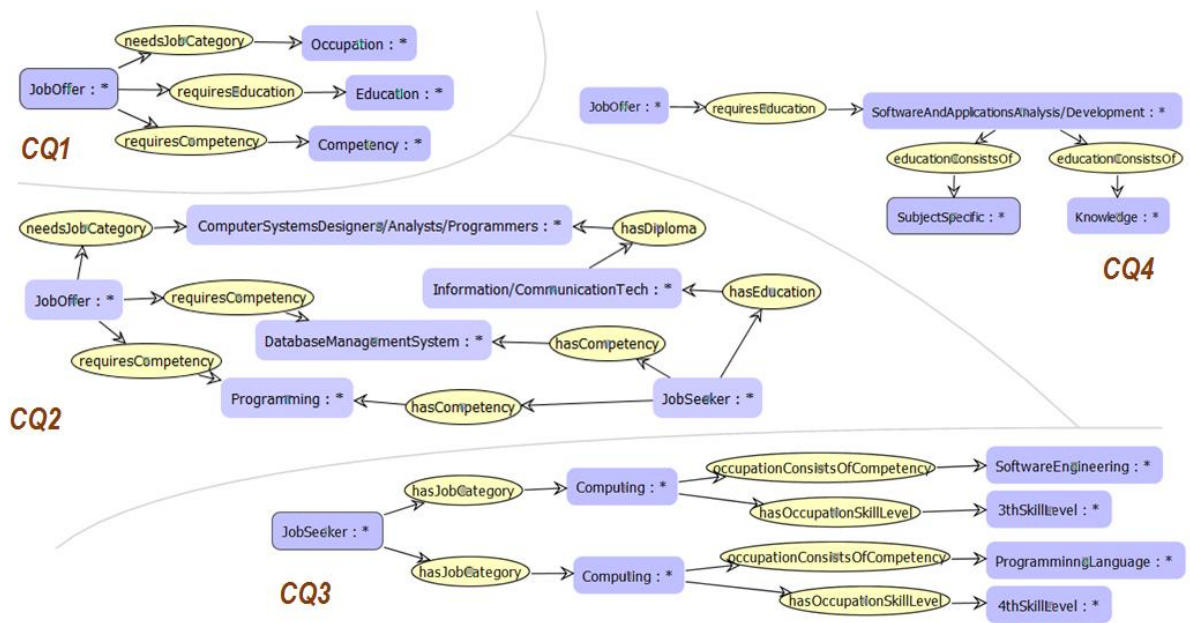 needsJobCategory
Occupation : *
JobOffer : *
requiresEducation
Education : *
requiresCompetency
Competency : *
CQ1
JobOffer : *
requiresEducation
SoftwareAndApplicationsAnalysis/Development : *
educationConsistsOf
educationConsistsOf
SubjectSpecific : *
Knowledge : *
CQ4
needsJobCategory
ComputerSystemsDesigners/Analysts/Programmers : *
hasDiploma
JobOffer : *
requiresCompetency
Information/CommunicationTech : *
hasEducation
DatabaseManagementSystem : *
hasCompetency
requiresCompetency
Programming : *
hasCompetency
JobSeeker : *
CQ2
hasJobCategory
Computing : *
occupationConsistsOfCompetency
SoftwareEngineering : *
hasOccupationSkillLevel
3thSkillLevel : *
JobSeeker : *
hasJobCategory
Computing : *
occupationConsistsOfCompetency
ProgramminngLanguage : *
hasOccupationSkillLevel
4thSkillLevel : *
CQ3